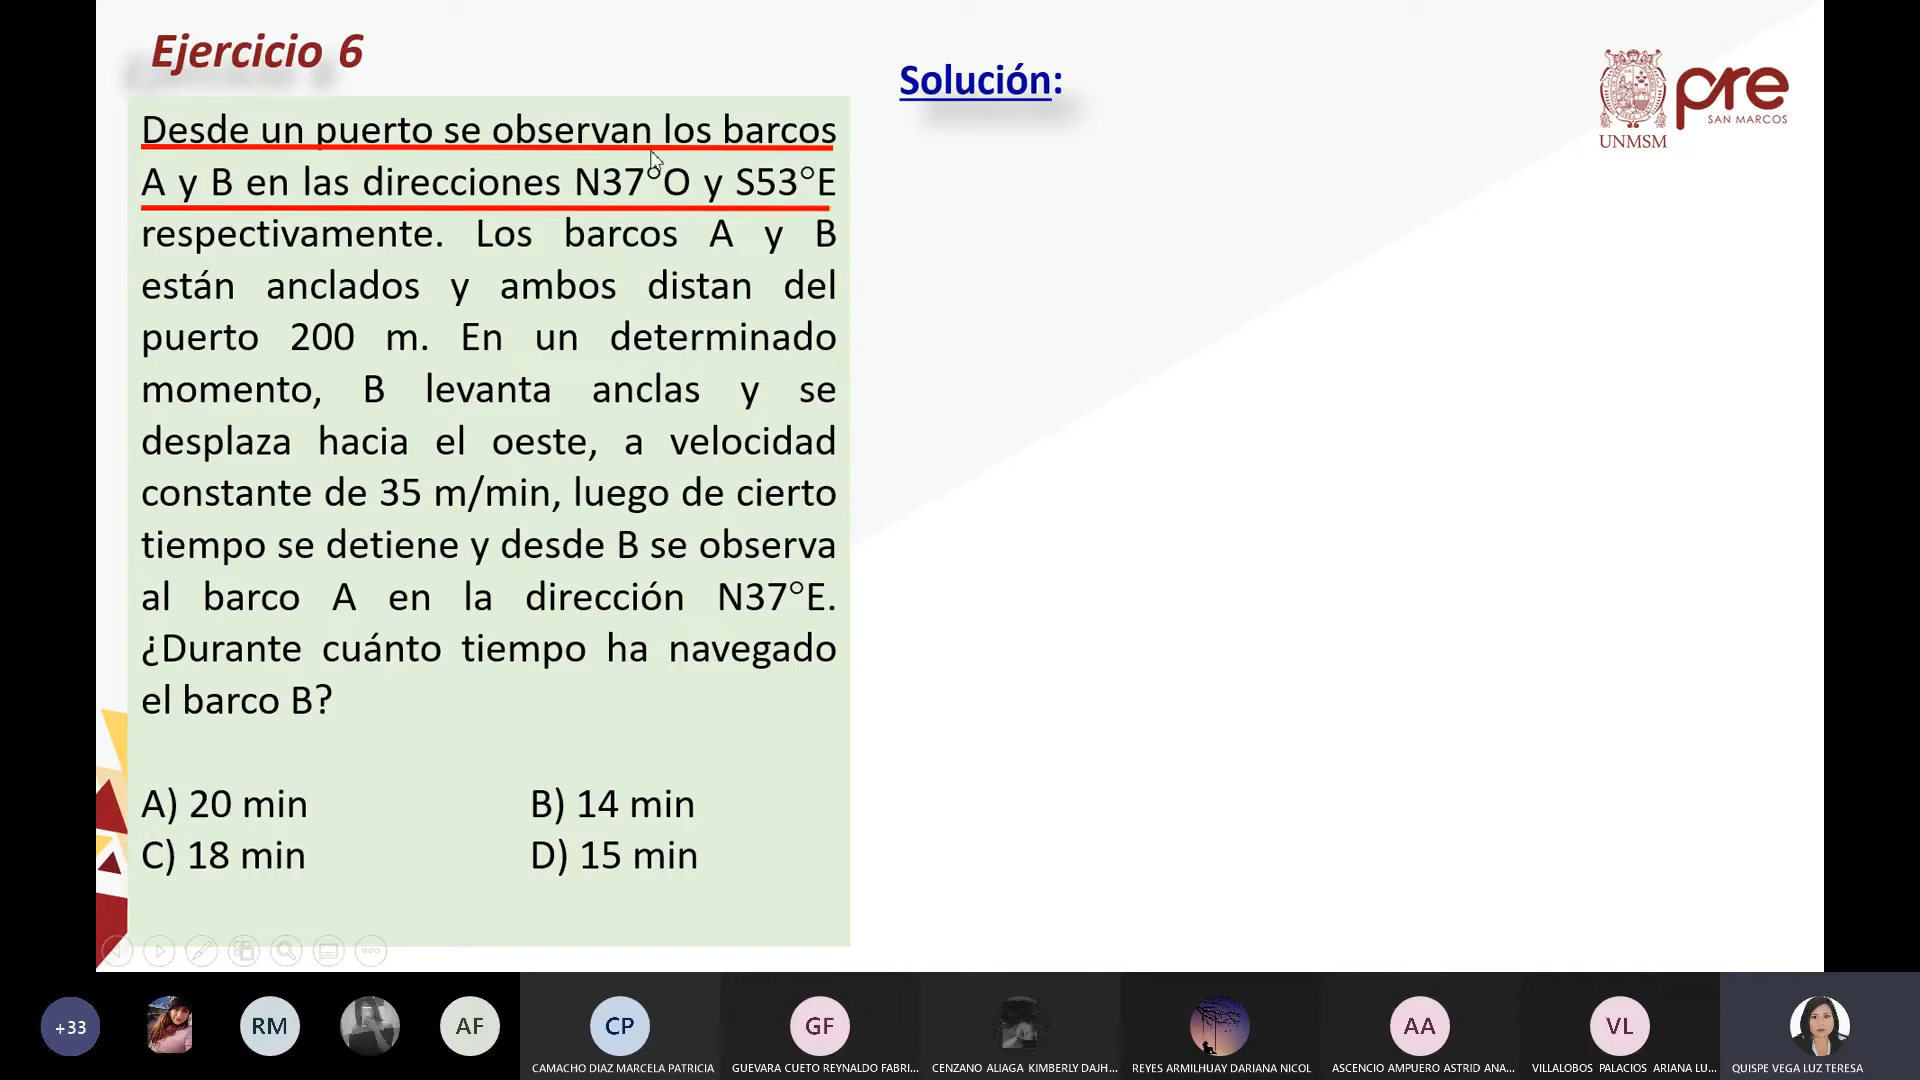 Ejercicio 6
Desde un puerto se observan los barcos
A y B en las direcciones N37°O y S53°E
respectivamente. Los barcos A y B
están anclados y ambos distan del
puerto 200 m. En un determinado
momento, B levanta anclas y se
desplaza hacia el oeste, a velocidad
constante de 35 m/min, luego de cierto
tiempo se detiene y desde B se observa
al barco A en la dirección N37°E.
¿Durante cuánto tiempo ha navegado
el barco B?
A) 20 min B) 14 min
C) 18 min D) 15 min
Solución:
UNMSM
pre
SAN MARCOS
+33
RM
AF
CP
GF
AA
VL
CAMACHO DIAZ MARCELA PATRICIA
GUEVARA CUETO REYNALDO FABRI...
CENZANO ALIAGA KIMBERLY DAJH...
REYES ARMILHUAY DARIANA NICOL
ASCENCIO AMPUERO ASTRID ANA...
VILLALOBOS PALACIOS ARIANA LU...
QUISPE VEGA LUZ TERESA